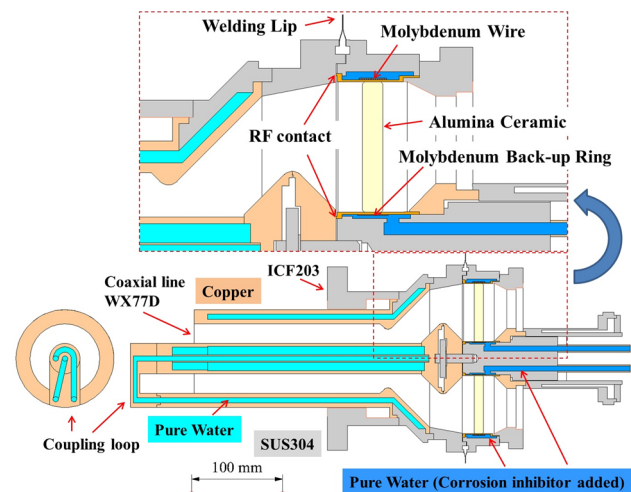 Welding Lip
Molybdenum Wire
RF contact
Alumina Ceramic
Molybdenum Back-up Ring
ICF203
Coaxial line
WX77D
Copper
Coupling loop
Pure Water
SUS304
100 mm
Pure Water (Corrosion inhibitor added)